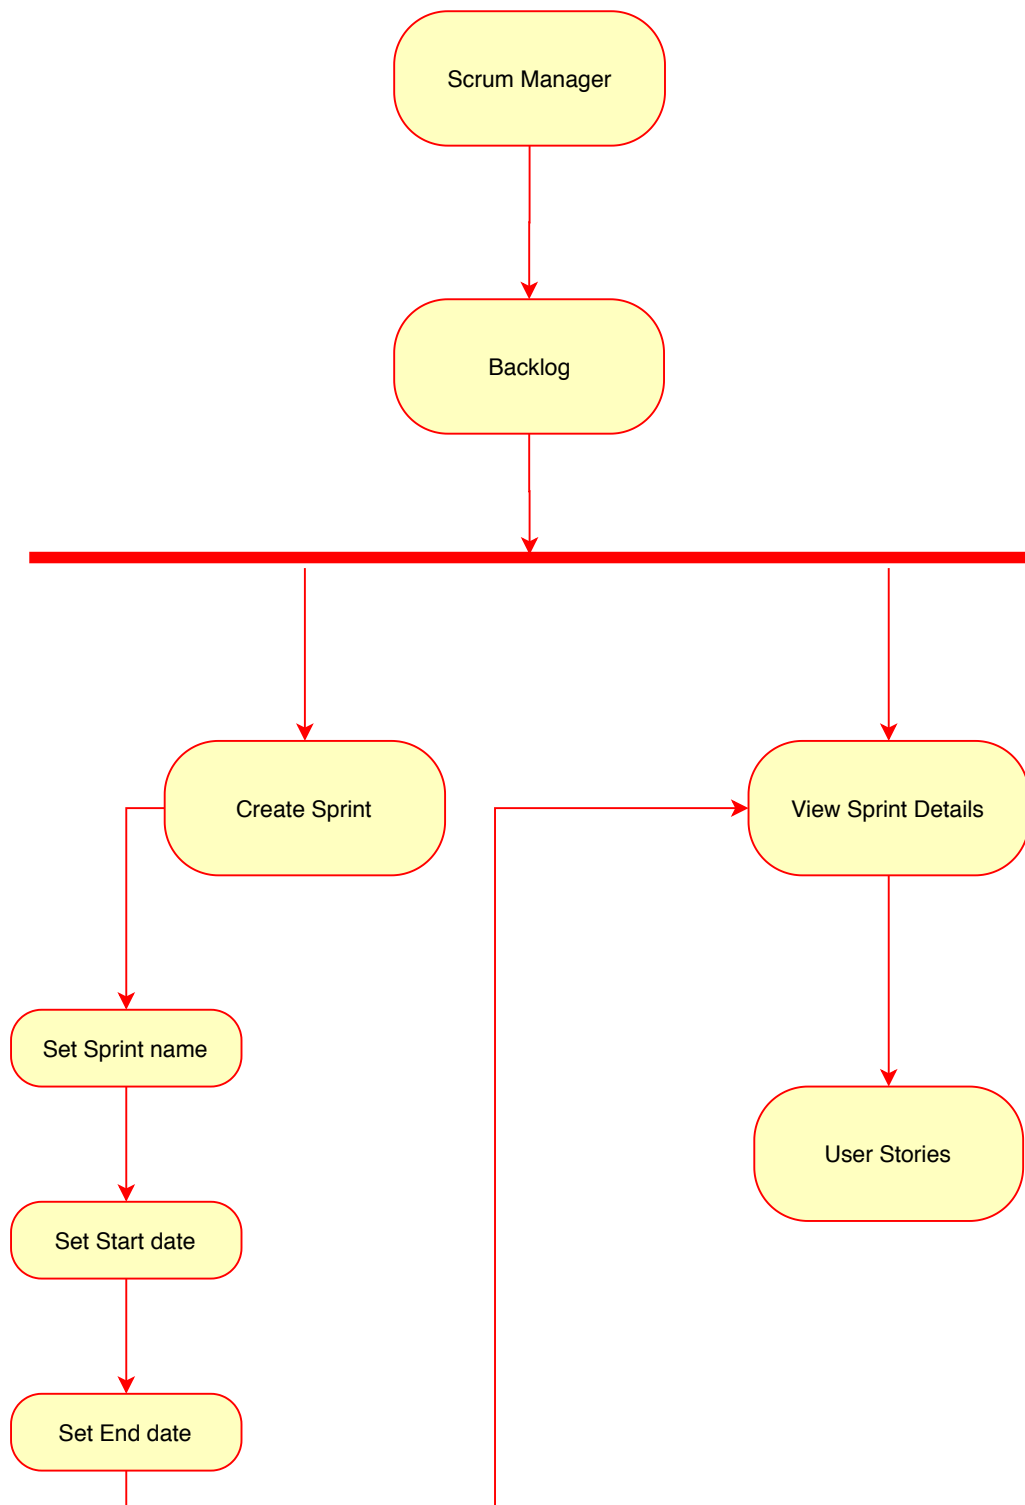 Scrum Manager
Backlog
Create Sprint
View Sprint Details
Set Sprint name
User Stories
Set Start date
Set End date